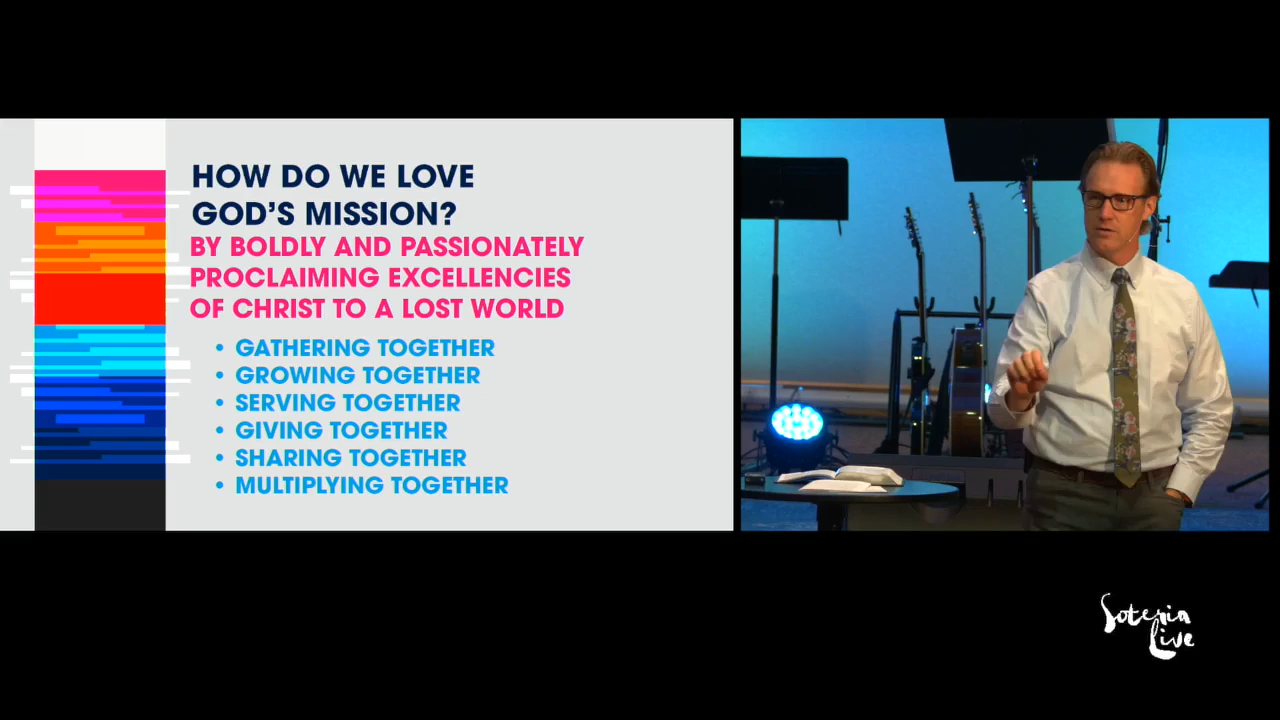 HOW DO WE LOVE
GOD'S MISSION?
BY BOLDLY AND PASSIONATELY
PROCLAIMING EXCELLENCIES
OF CHRIST TO A LOST WORLD
• GATHERING TOGETHER
• GROWING TOGETHER
• SERVING TOGETHER
• GIVING TOGETHER
• SHARING TOGETHER
• MULTIPLYING TOGETHER
Soteria
Live